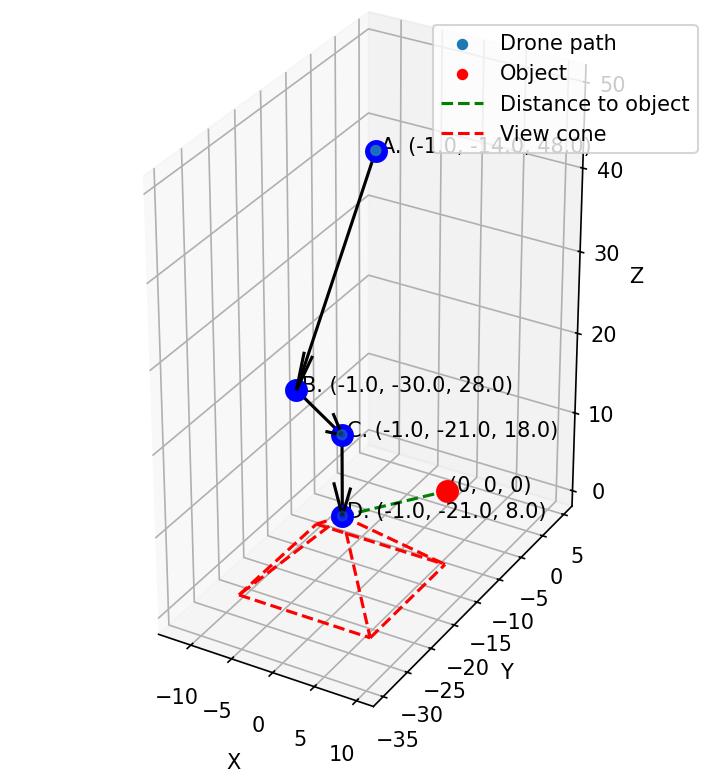 Drone path
Object
Distance to object
View cone
A. (-1.0, -14.0, 48.0)
B. (-1.0, -30.0, 28.0)
C. (-1.0, -21.0, 18.0)
(0, 0, 0)
D. (-1.0, -21.0, 8.0)
50
40
30
20
10
0
Z
5
0
−5
−10
−15
−20
−25
−30
−35
Y
−10
−5
0
5
10
X